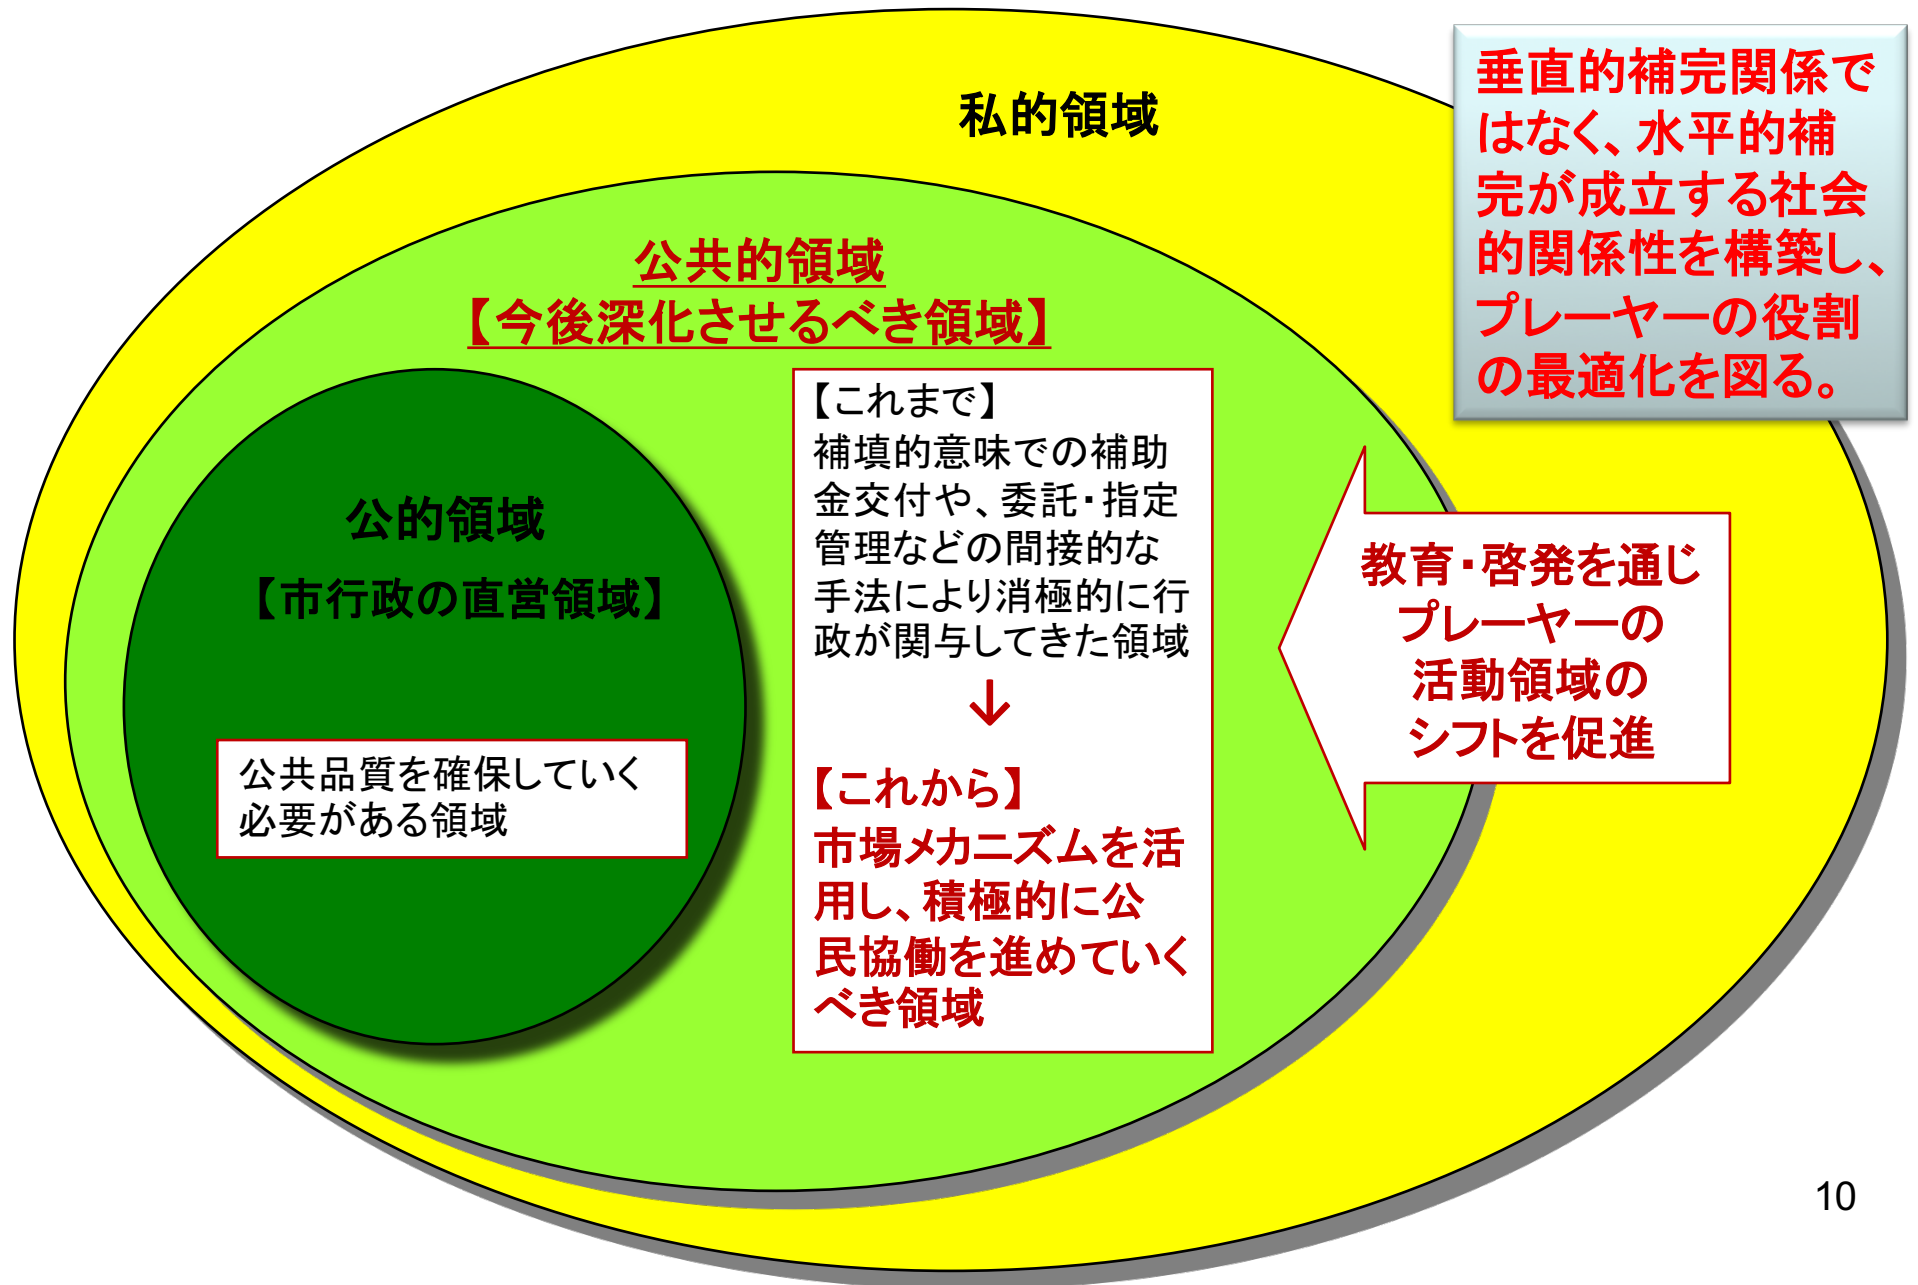 私的領域
垂直的補完関係で
はなく、水平的補
完が成立する社会
的関係性を構築し、
プレーヤーの役割
の最適化を図る。
公共的領域
【今後深化させるべき領域】
公的領域
【市行政の直営領域】
公共品質を確保していく
必要がある領域
【これまで】
補填的意味での補助
金交付や、委託・指定
管理などの間接的な
手法により消極的に行
政が関与してきた領域
↓
【これから】
市場メカニズムを活
用し、積極的に公
民協働を進めていく
べき領域
教育・啓発を通じ
プレーヤーの
活動領域の
シフトを促進
10